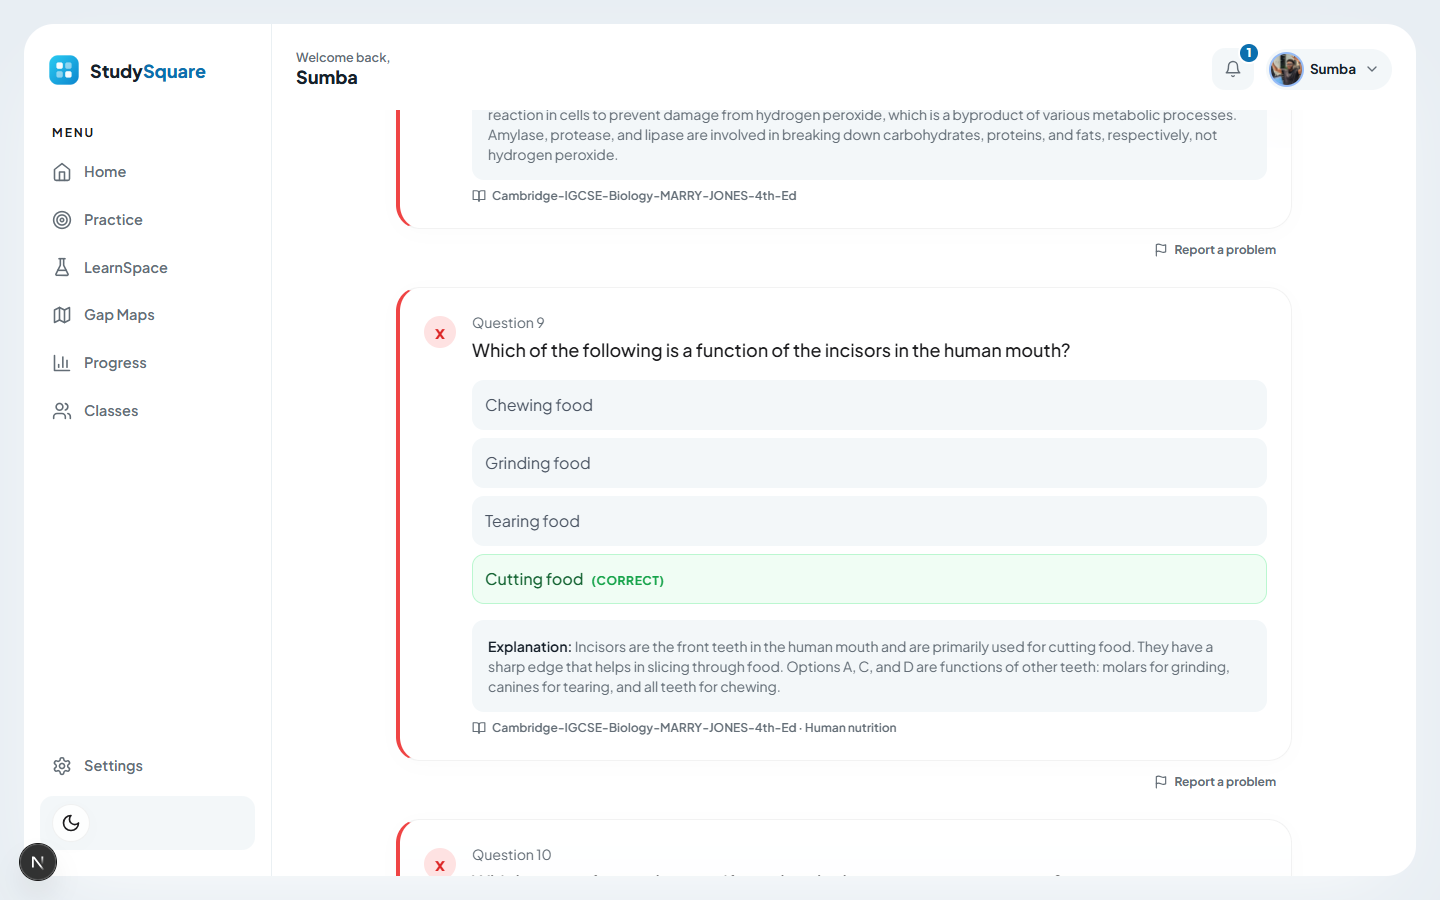 StudySquare
MENU
Home
Practice
LearnSpace
Gap Maps
Progress
Classes
Settings
N
Welcome back,
Sumba
1
Sumba
reaction in cells to prevent damage from hydrogen peroxide, which is a byproduct of various metabolic processes.
Amylase, protease, and lipase are involved in breaking down carbohydrates, proteins, and fats, respectively, not
hydrogen peroxide.
Cambridge-IGCSE-Biology-MARRY-JONES-4th-Ed
Report a problem
X
Question 9
Which of the following is a function of the incisors in the human mouth?
Chewing food
Grinding food
Tearing food
Cutting food (CORRECT)
Explanation: Incisors are the front teeth in the human mouth and are primarily used for cutting food. They have a
sharp edge that helps in slicing through food. Options A, C, and D are functions of other teeth: molars for grinding,
canines for tearing, and all teeth for chewing.
Cambridge-IGCSE-Biology-MARRY-JONES-4th-Ed · Human nutrition
Report a problem
X
Question 10